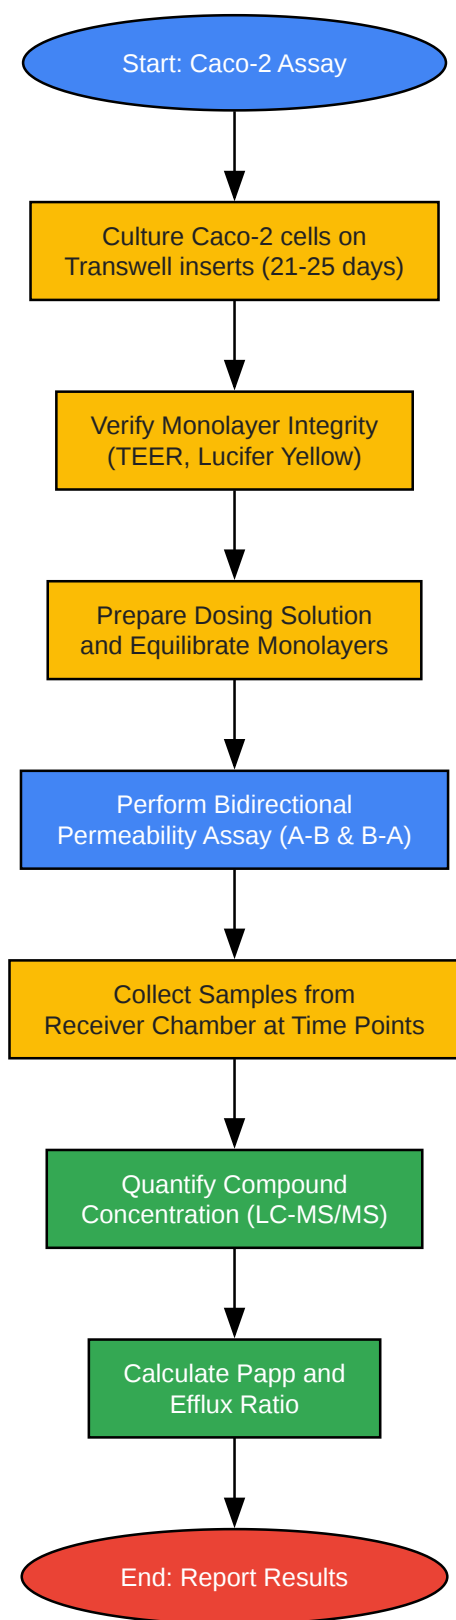 Start: Caco-2 Assay
Culture Caco-2 cells on
Transwell inserts (21-25 days)
Verify Monolayer Integrity
(TEER, Lucifer Yellow)
Prepare Dosing Solution
and Equilibrate Monolayers
Perform Bidirectional
Permeability Assay (A-B & B-A)
Collect Samples from
Receiver Chamber at Time Points
Quantify Compound
Concentration (LC-MS/MS)
Calculate Papp and
Efflux Ratio
End: Report Results